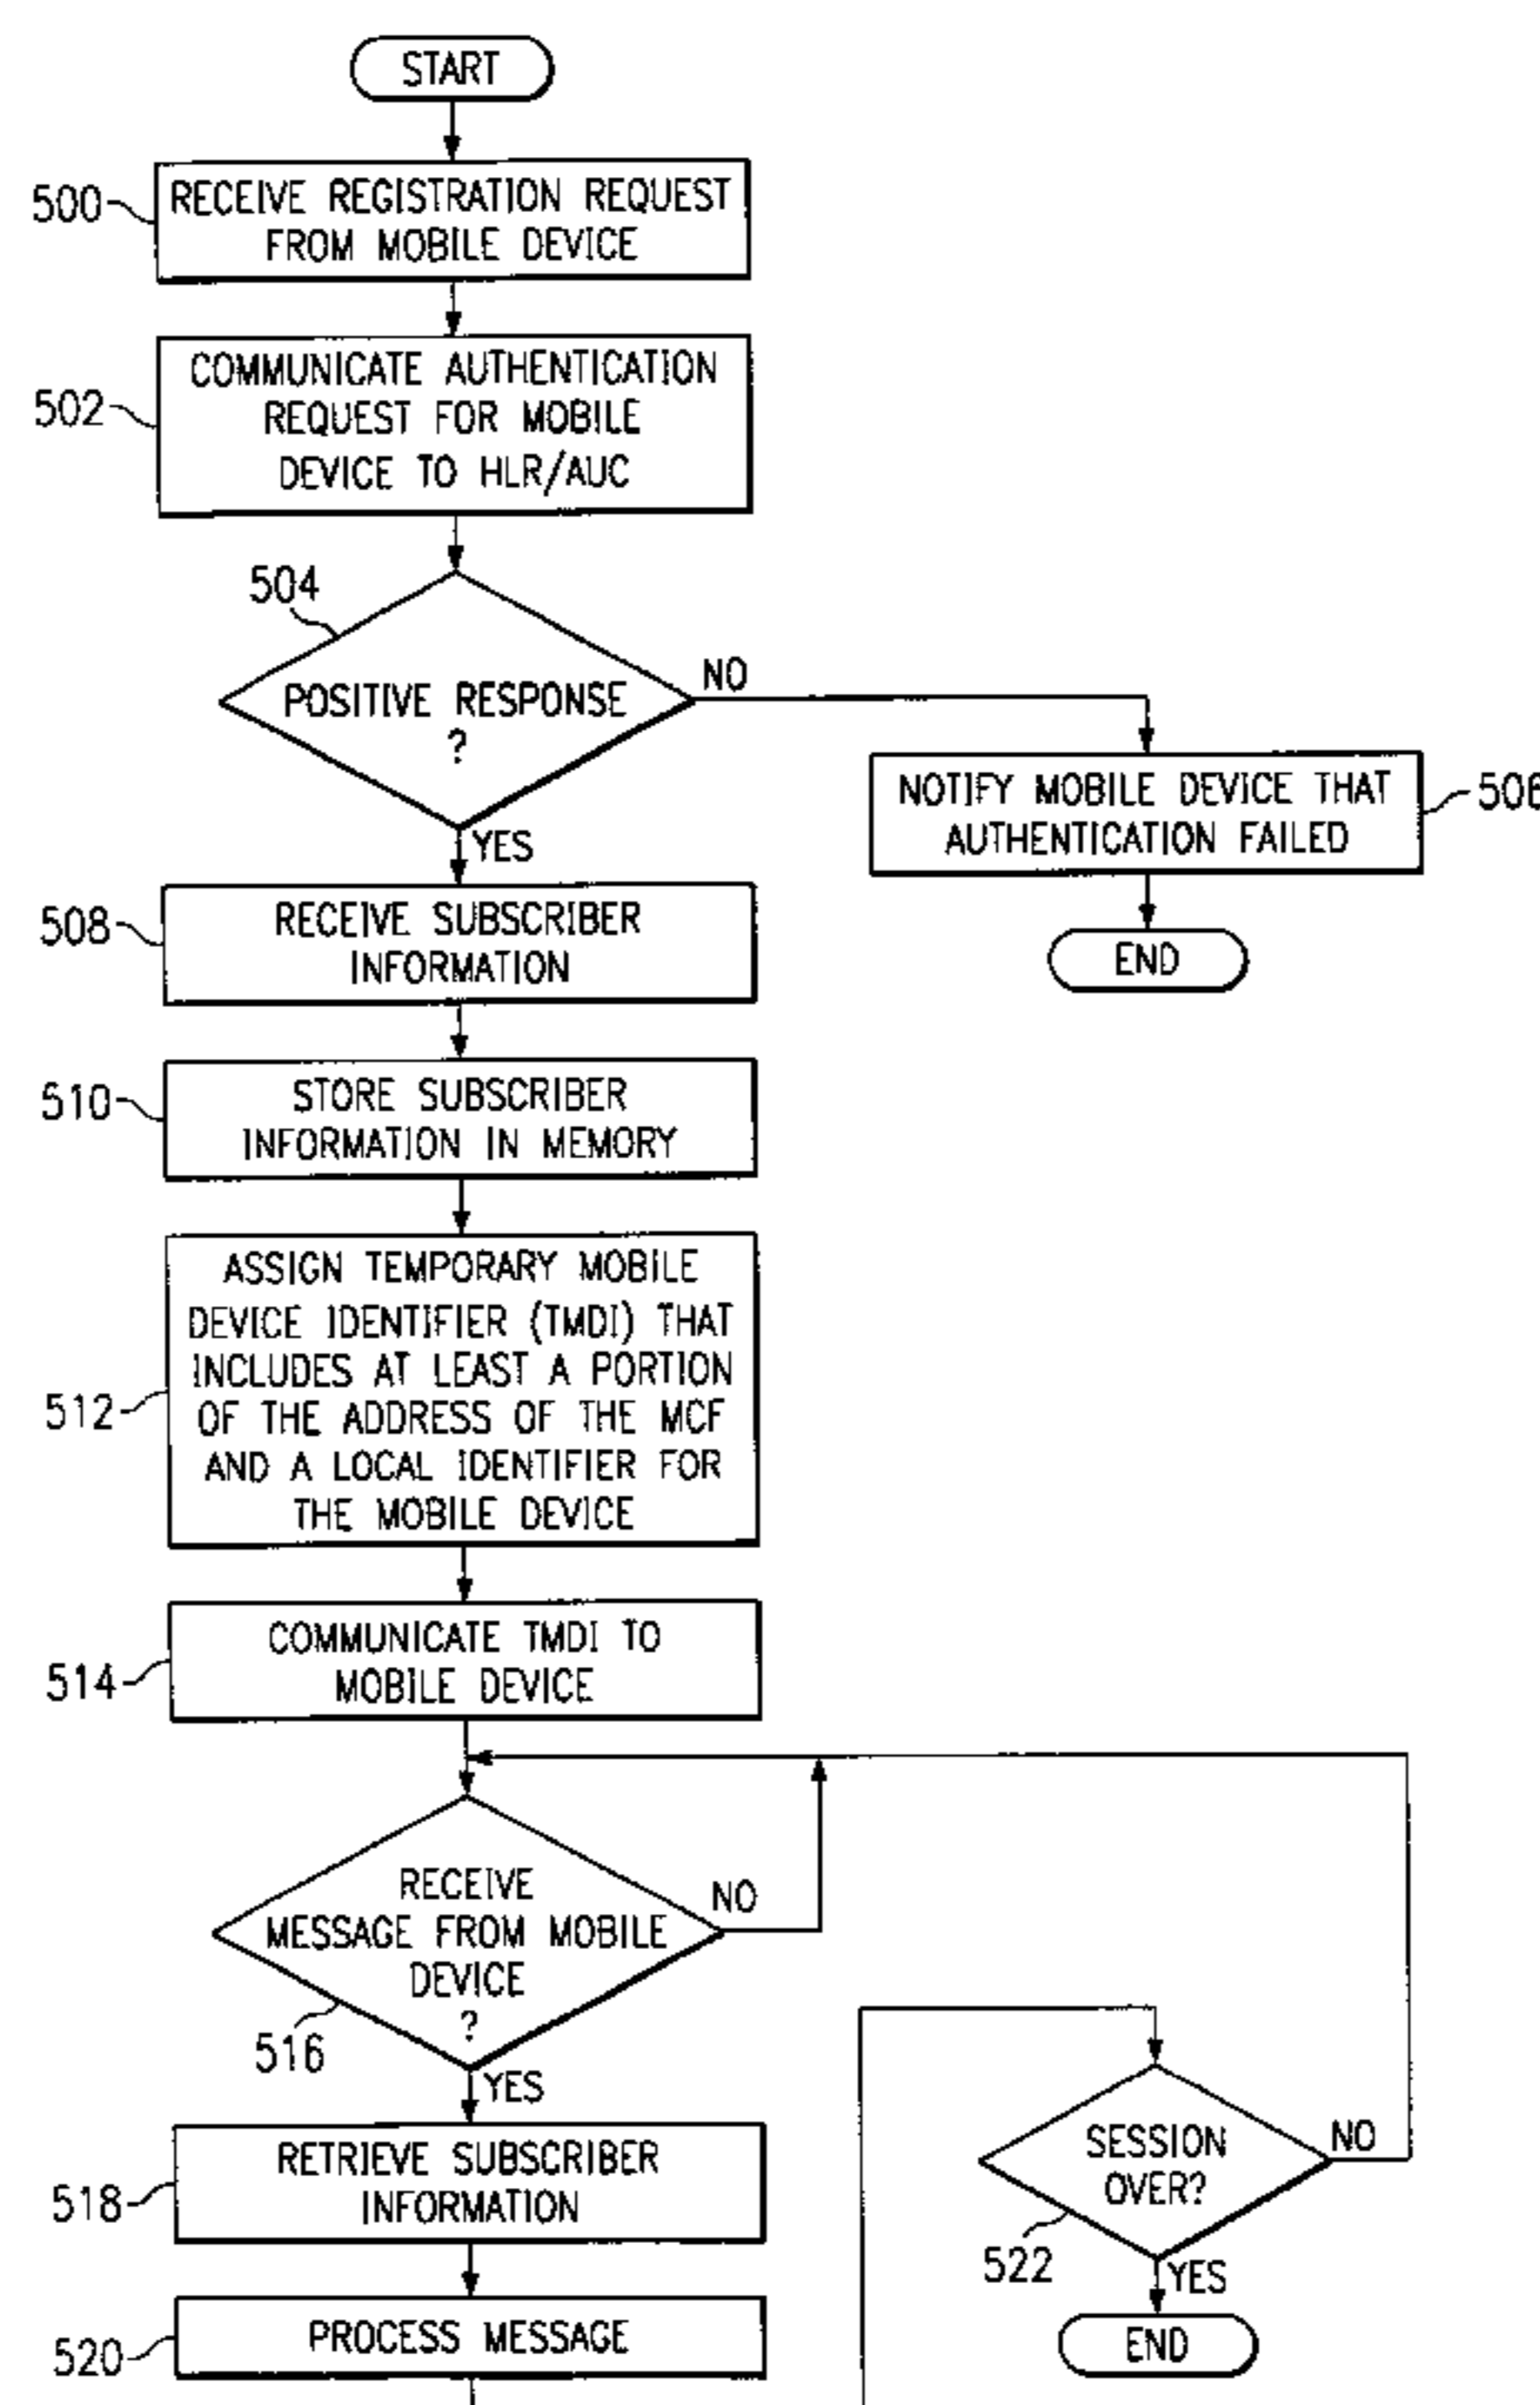 START
500
RECEIVE REGISTRATION REQUEST
FROM MOBILE DEVICE
502
COMMUNICATE AUTHENTICATION
REQUEST FOR MOBILE
DEVICE TO HLR/AUC
504
POSITIVE RESPONSE
?
NO
YES
NOTIFY MOBILE DEVICE THAT
AUTHENTICATION FAILED
506
END
508
RECEIVE SUBSCRIBER
INFORMATION
510
STORE SUBSCRIBER
INFORMATION IN MEMORY
512
ASSIGN TEMPORARY MOBILE
DEVICE IDENTIFIER (TMDI) THAT
INCLUDES AT LEAST A PORTION
OF THE ADDRESS OF THE MCF
AND A LOCAL IDENTIFIER FOR
THE MOBILE DEVICE
514
COMMUNICATE TMDI TO
MOBILE DEVICE
RECEIVE
MESSAGE FROM MOBILE
DEVICE
?
NO
516
YES
518
RETRIEVE SUBSCRIBER
INFORMATION
520
PROCESS MESSAGE
SESSION
OVER?
NO
522
YES
END